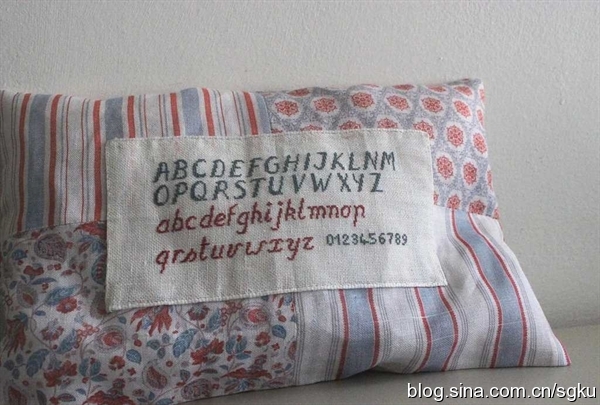 ABCDEFGHIJKLNM
OPQRSTUVWXYZ
abcdefghijklmnop
qrstuvwxyz 0123456789
blog.sina.com.cn/sgku